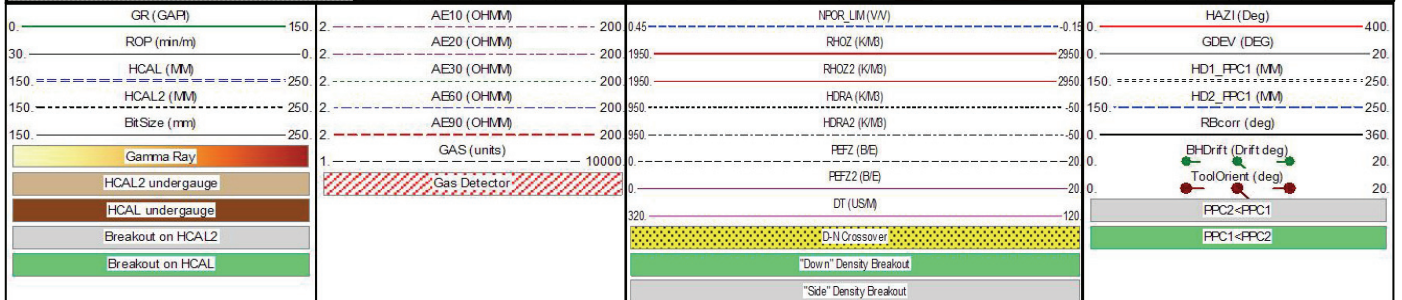 GR (GAPI)
0. 150.
ROP (min/m)
30. 0.
HCAL (MM)
150. 250.
HCAL2 (MM)
150. 250.
BitSize (mm)
150. 250.
Gamma Ray
HCAL2 undergauge
HCAL undergauge
Breakout on HCAL2
Breakout on HCAL
AE10 (OHMM)
2. 200.
AE20 (OHMM)
2. 200.
AE30 (OHMM)
2. 200.
AE60 (OHMM)
2. 200.
AE90 (OHMM)
2. 200.
GAS (units)
1. 10000.
Gas Detector
NPOR_LIM (V/V)
0.45 -0.15
RHOZ (K/M3)
1950. 2950.
RHOZ2 (K/M3)
1950. 2950.
HDRA (K/M3)
950. -50.
HDRA2 (K/M3)
950. -50.
PEFZ (B/E)
0. 20.
PEFZ2 (B/E)
0. 20.
DT (US/M)
320. 120.
D-N Crossover
"Down" Density Breakout
"Side" Density Breakout
HAZI (Deg)
0. 400.
GDEV (DEG)
0. 20.
HD1_PPC1 (MM)
150. 250.
HD2_PPC1 (MM)
150. 250.
RBcorr (deg)
0. 360.
BHDrift (Drift deg)
0. 20.
ToolOrient (deg)
0. 20.
PPC2<PPC1
PPC1<PPC2